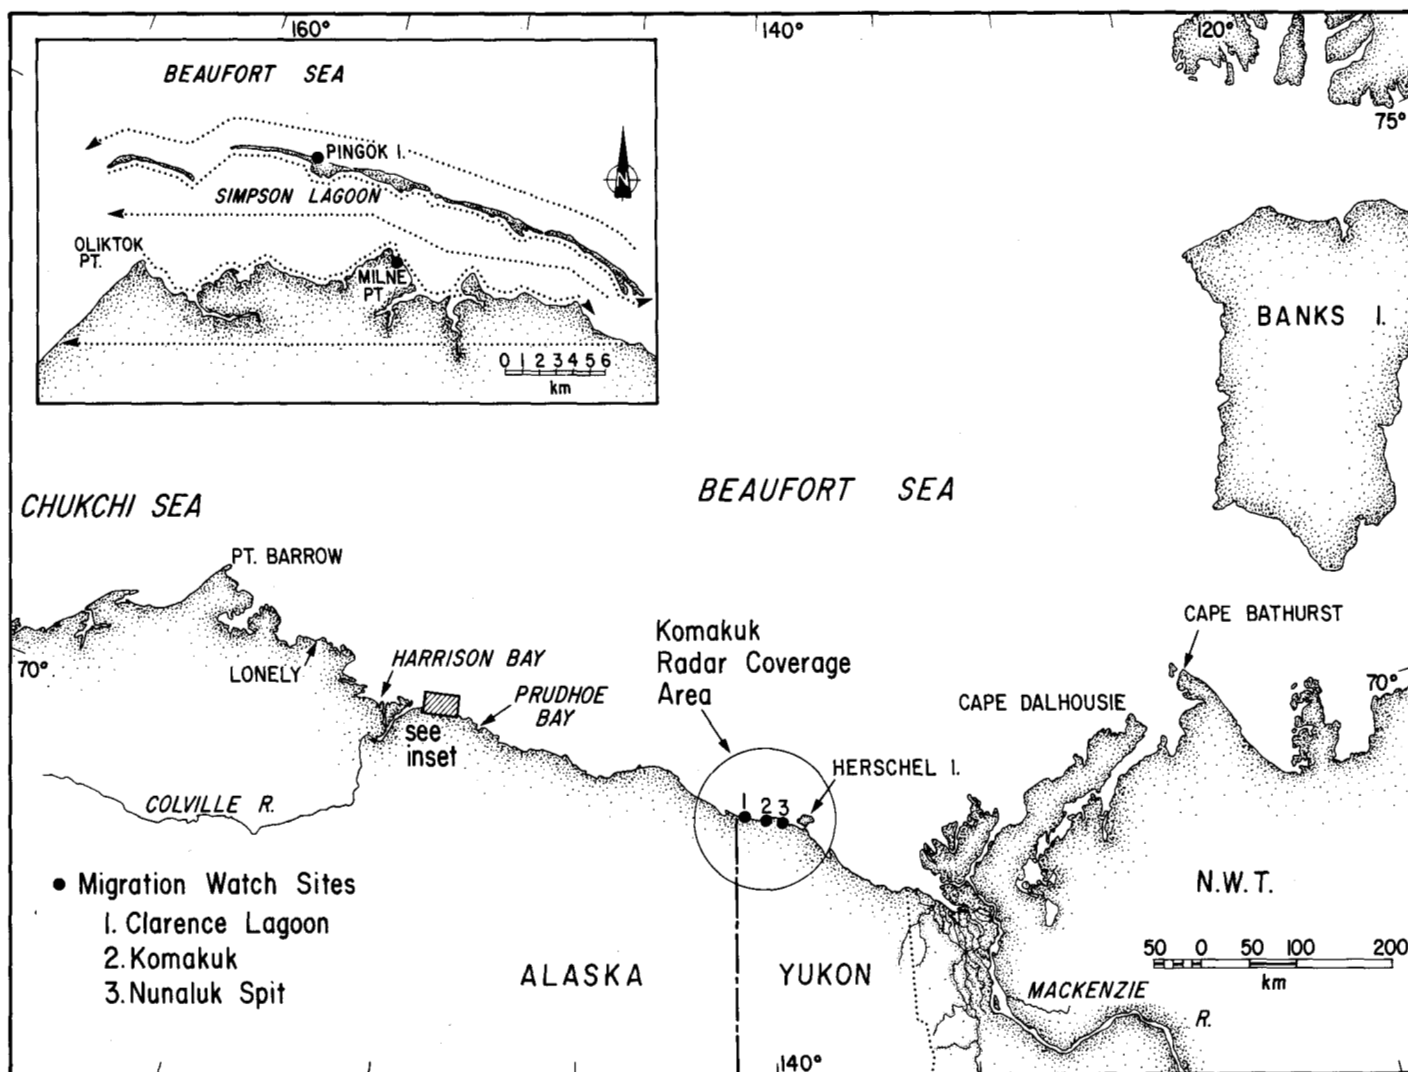 160°
140°
120°
75°
BEAUFORT SEA
PINGOK I.
N
SIMPSON LAGOON
OLIKTOK
PT.
MILNE
PT.
0 1 2 3 4 5 6
km
BANKS I.
CHUKCHI SEA
BEAUFORT SEA
PT. BARROW
CAPE BATHURST
Komakuk
Radar Coverage
Area
70°
LONELY
HARRISON BAY
PRUDHOE
BAY
see
inset
CAPE DALHOUSIE
70°
HERSCHEL I.
COLVILLE R.
1 2 3
Migration Watch Sites
1. Clarence Lagoon
2. Komakuk
3. Nunaluk Spit
N.W.T.
ALASKA
YUKON
50 0 50 100 200
km
MACKENZIE
R.
140°